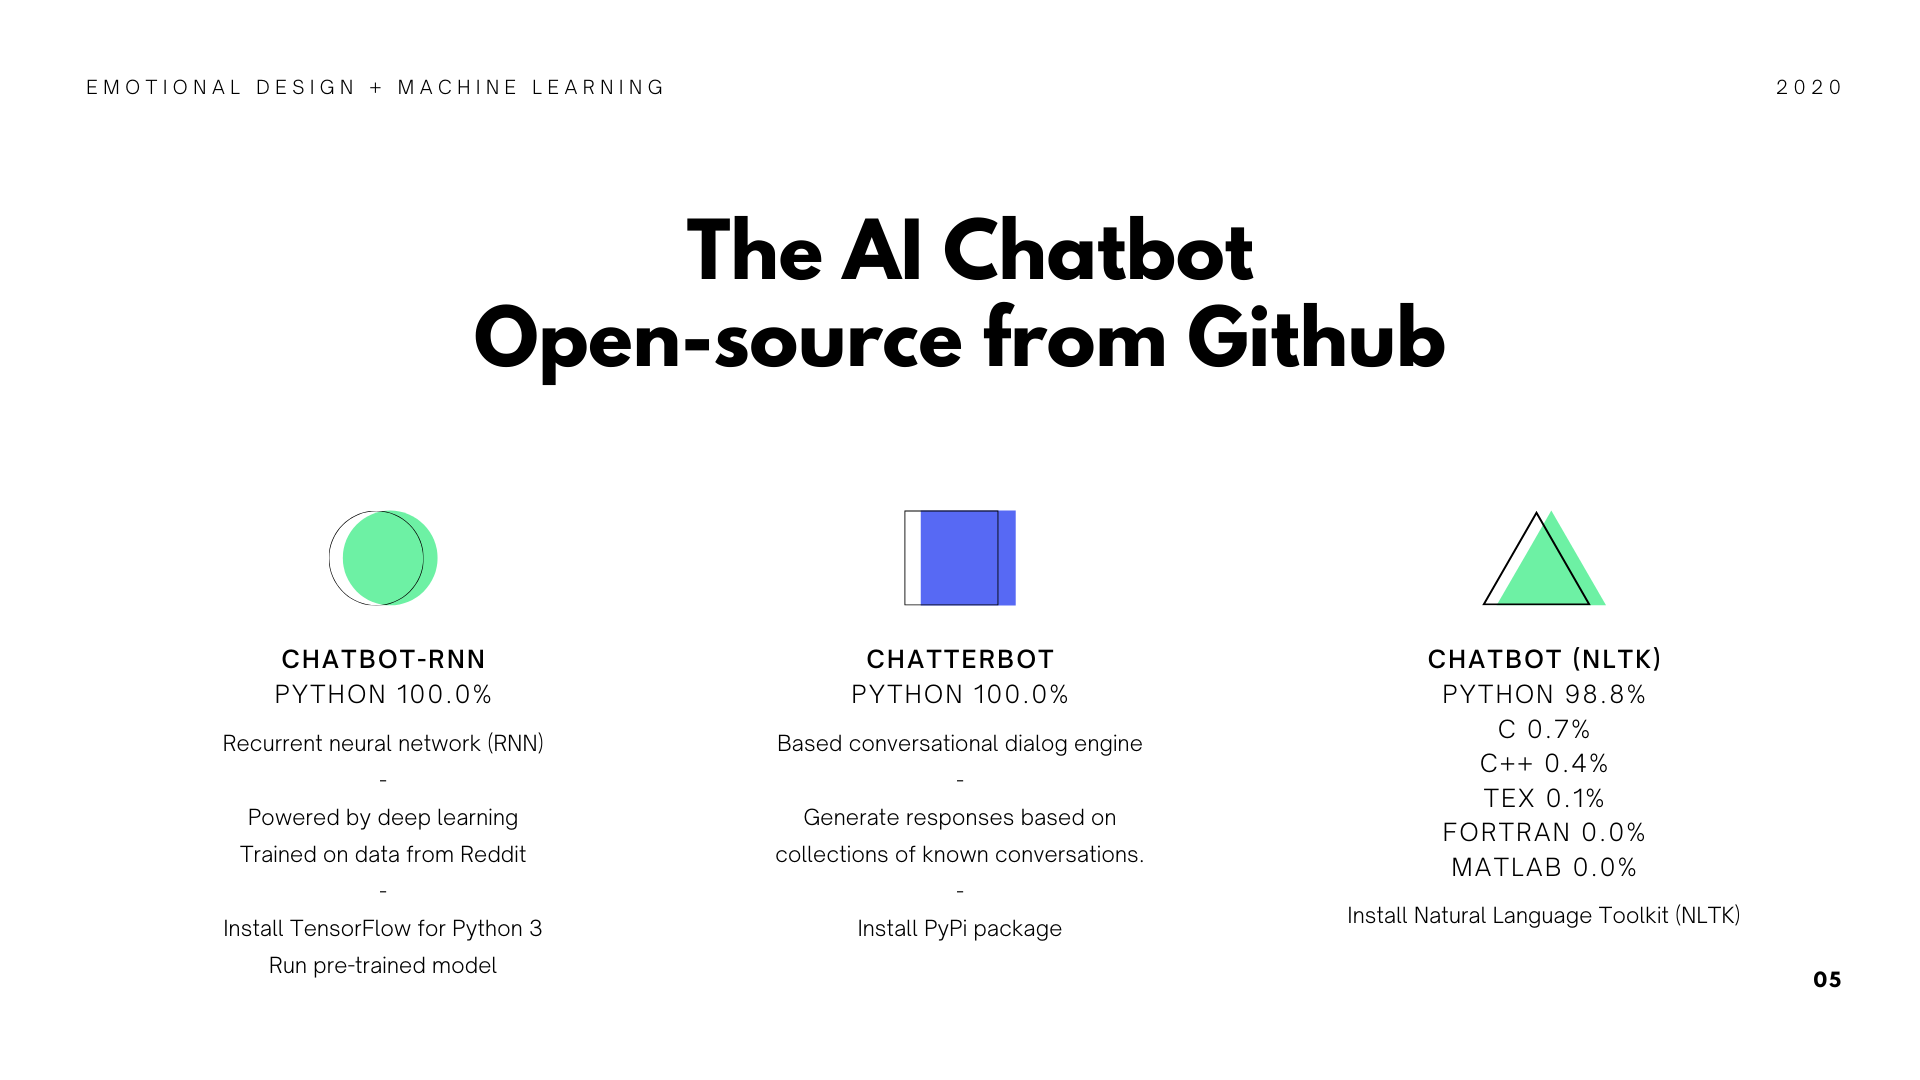 EMOTIONAL DESIGN + MACHINE LEARNING
2020
The AI Chatbot
Open-source from Github
CHATBOT-RNN
PYTHON 100.0%
Recurrent neural network (RNN)
-
Powered by deep learning
Trained on data from Reddit
-
Install TensorFlow for Python 3
Run pre-trained model
CHATTERBOT
PYTHON 100.0%
Based conversational dialog engine
-
Generate responses based on
collections of known conversations.
-
Install PyPi package
CHATBOT (NLTK)
PYTHON 98.8%
C 0.7%
C++ 0.4%
TEX 0.1%
FORTRAN 0.0%
MATLAB 0.0%
Install Natural Language Toolkit (NLTK)
05